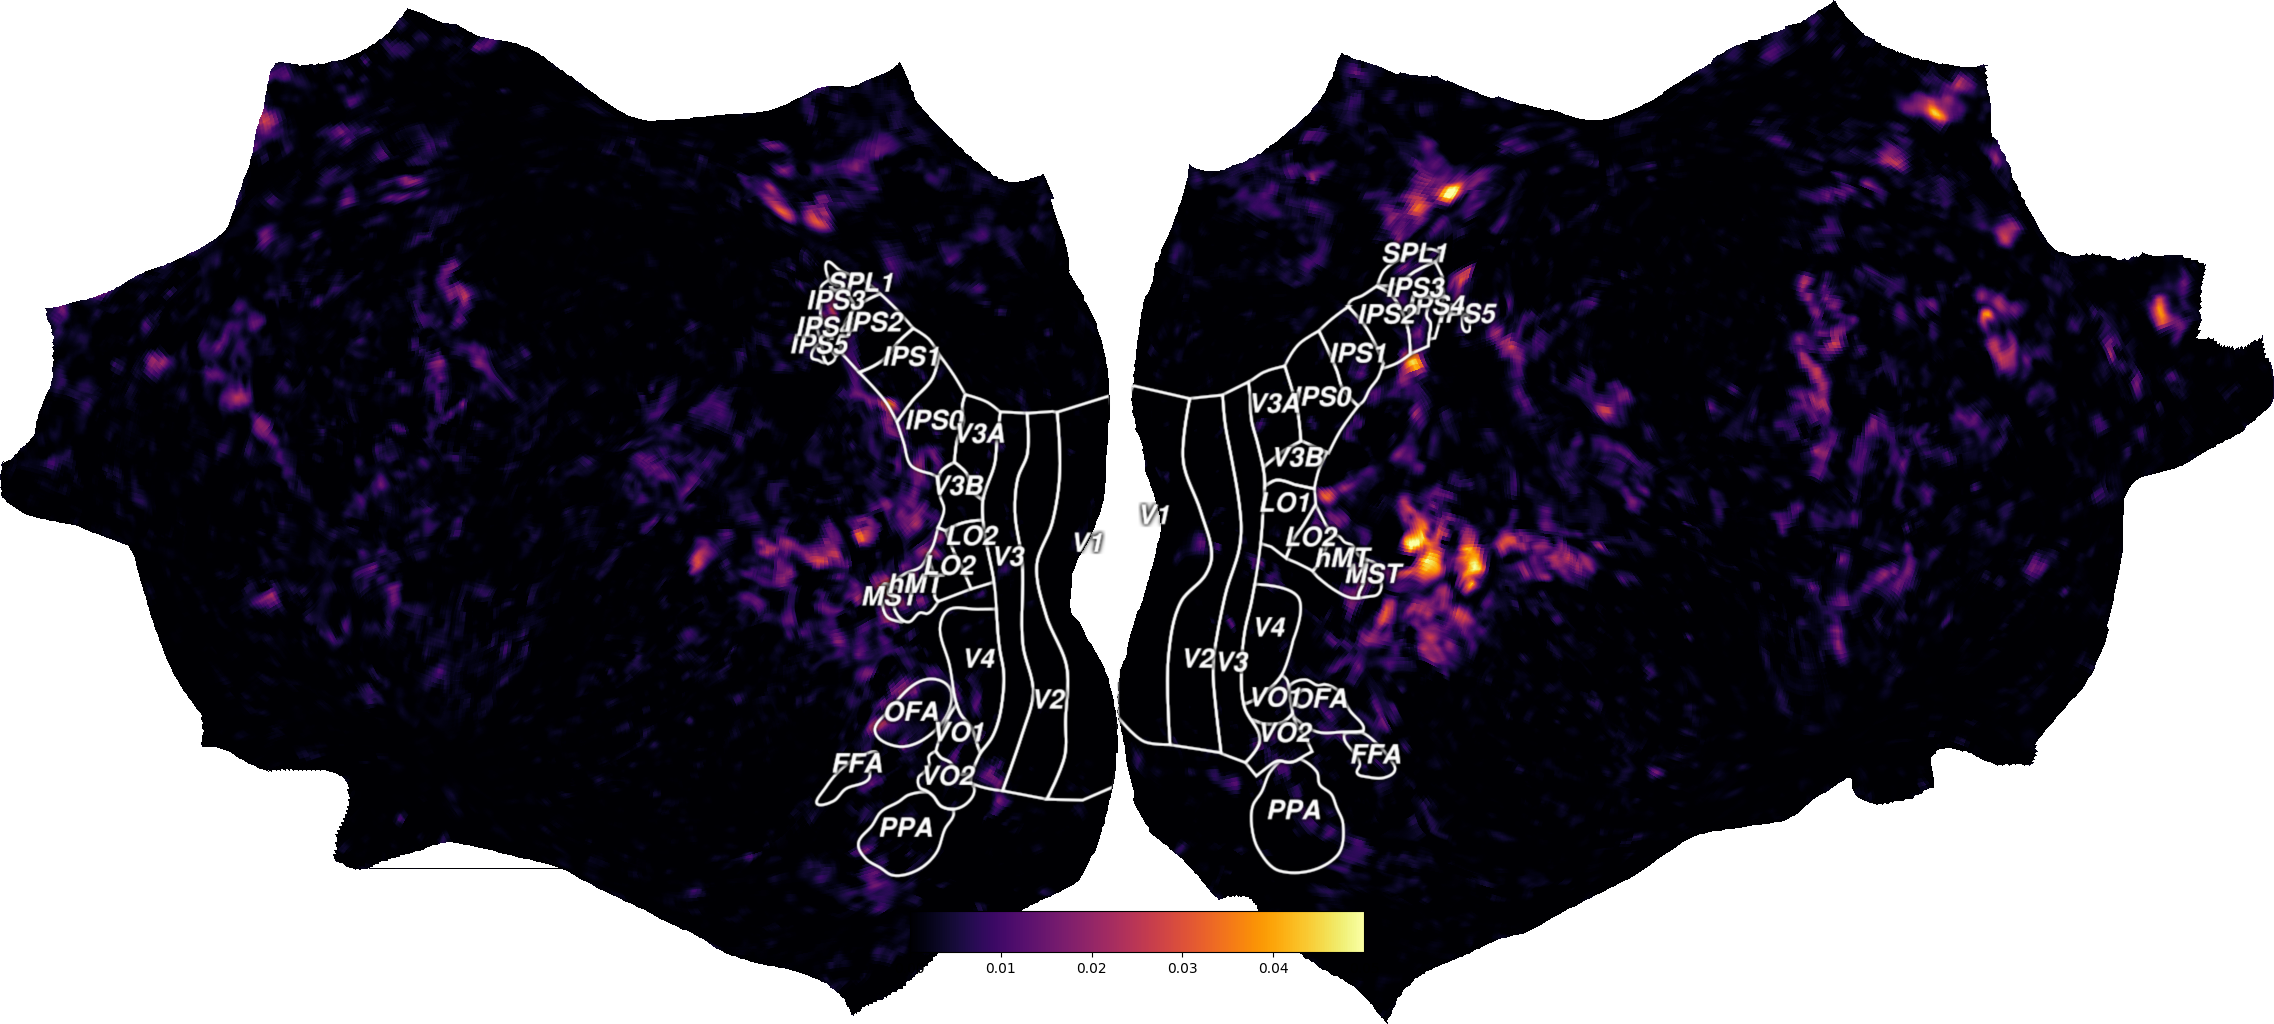 SPL1
IPS3
IPS4
IPS2
IPS5
IPS1
IPS0
V3A
V3B
LO2
V3
V1
LO2
hMT
MST
V4
V2
OFA
VO1
FFA
VO2
PPA
SPL1
IPS3
IPS4
IPS2
IPS5
IPS1
V3A
IPS0
V3B
LO1
V1
LO2
hMT
MST
V4
V2
V3
VO1
OFA
VO2
FFA
PPA
0.01 0.02 0.03 0.04